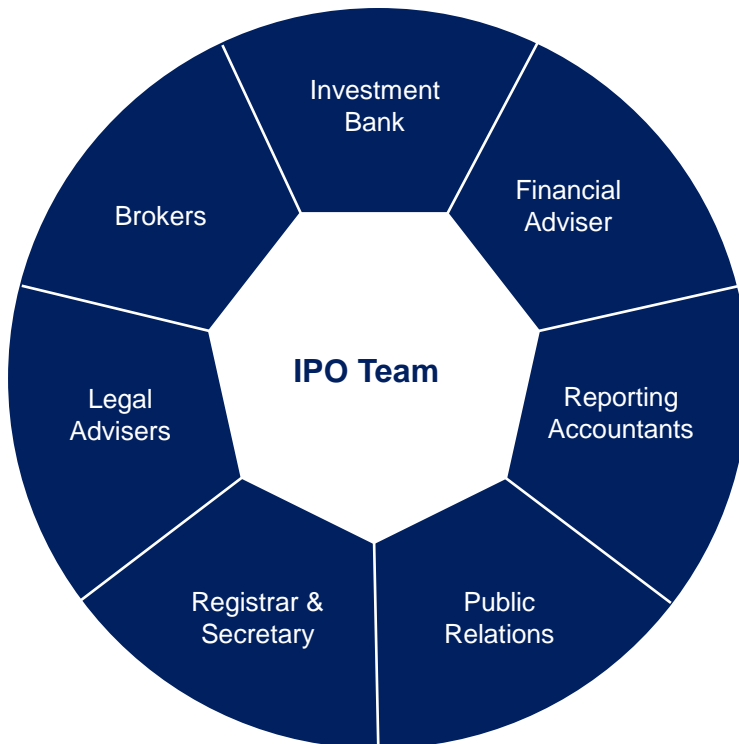 Investment
Bank
Financial
Adviser
Reporting
Accountants
Public
Relations
Registrar &
Secretary
Legal
Advisers
Brokers
IPO Team